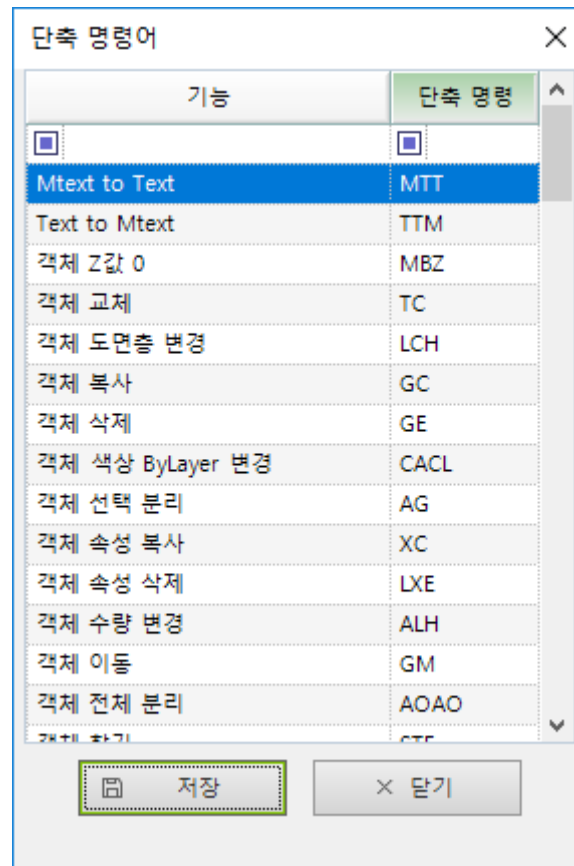 단축 명령어
기능 단축 명령
Mtext to Text MTT
Text to Mtext TTM
객체 Z값 0 MBZ
객체 교체 TC
객체 도면층 변경 LCH
객체 복사 GC
객체 삭제 GE
객체 색상 ByLayer 변경 CACL
객체 선택 분리 AG
객체 속성 복사 XC
객체 속성 삭제 LXE
객체 수량 변경 ALH
객체 이동 GM
객체 전체 분리 AOAO
객체
저장 닫기